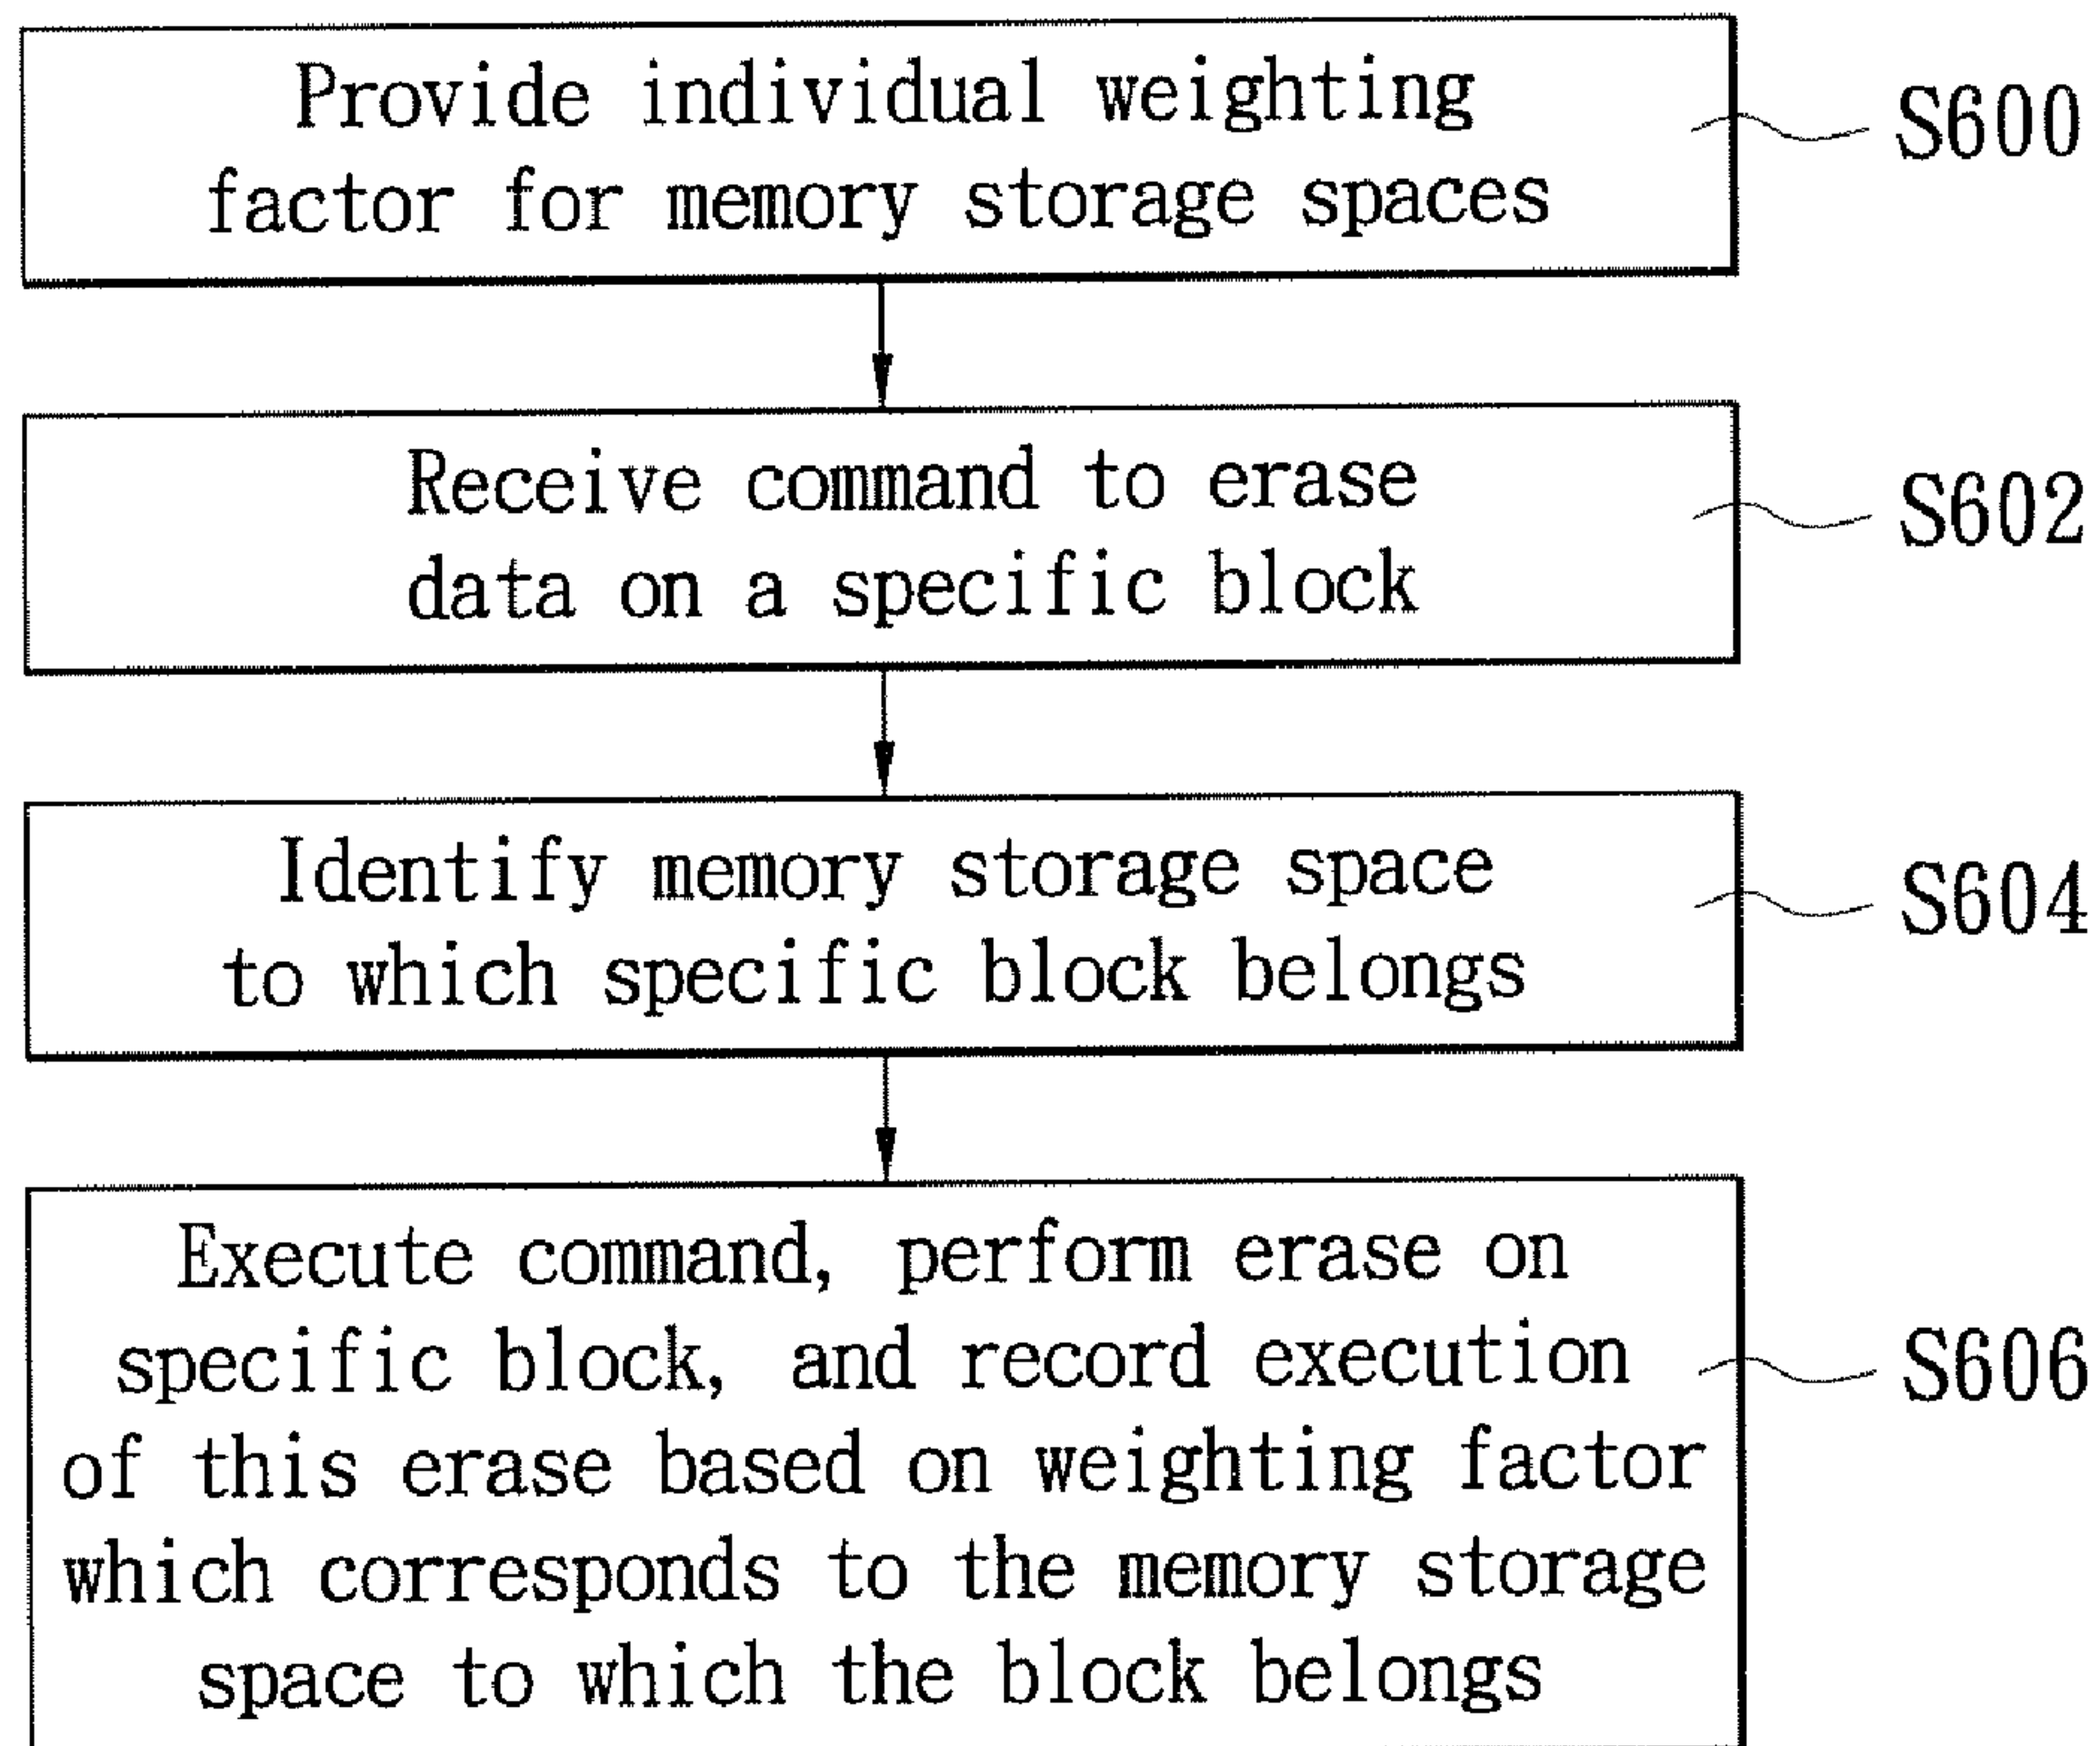 Provide individual weighting
factor for memory storage spaces
S600
Receive command to erase
data on a specific block
S602
Identify memory storage space
to which specific block belongs
S604
Execute command, perform erase on
specific block, and record execution
of this erase based on weighting factor
which corresponds to the memory storage
space to which the block belongs
S606